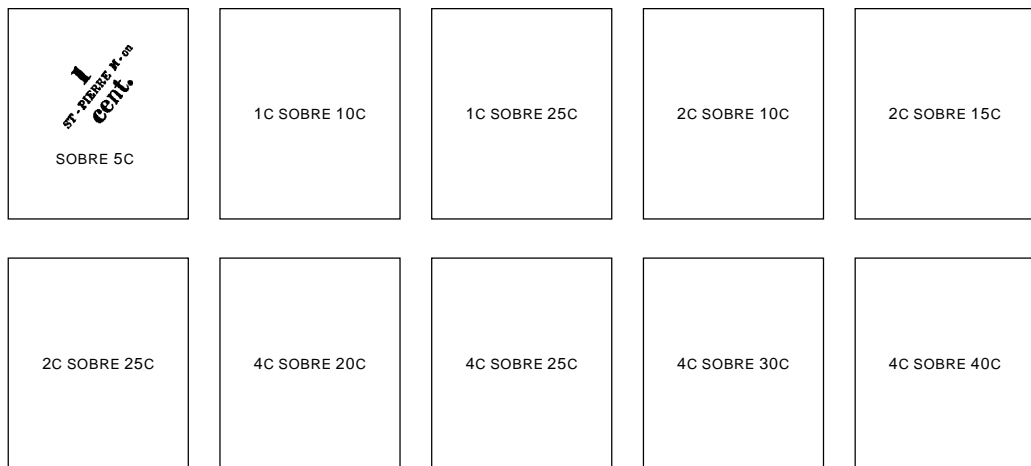 1
ST-PIERRE M-on
cent.
SOBRE 5C
1C SOBRE 10C
1C SOBRE 25C
2C SOBRE 10C
2C SOBRE 15C
2C SOBRE 25C
4C SOBRE 20C
4C SOBRE 25C
4C SOBRE 30C
4C SOBRE 40C